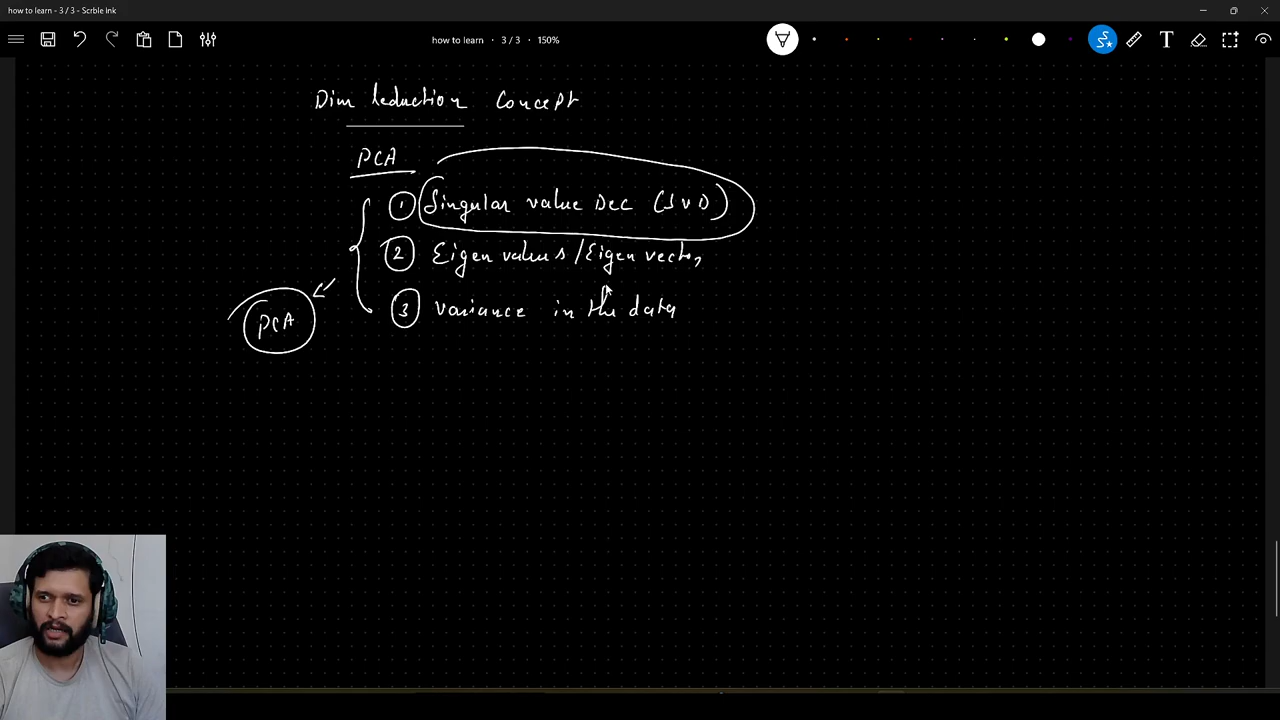 how to learn - 3 / 3 - Scrble Ink
how to learn • 3 / 3 • 150%
T
Dim Reduction Concept
PCA
1 Singular value Dec (SVD)
2 Eigen values / Eigen vector,
3 variance in the data
PCA